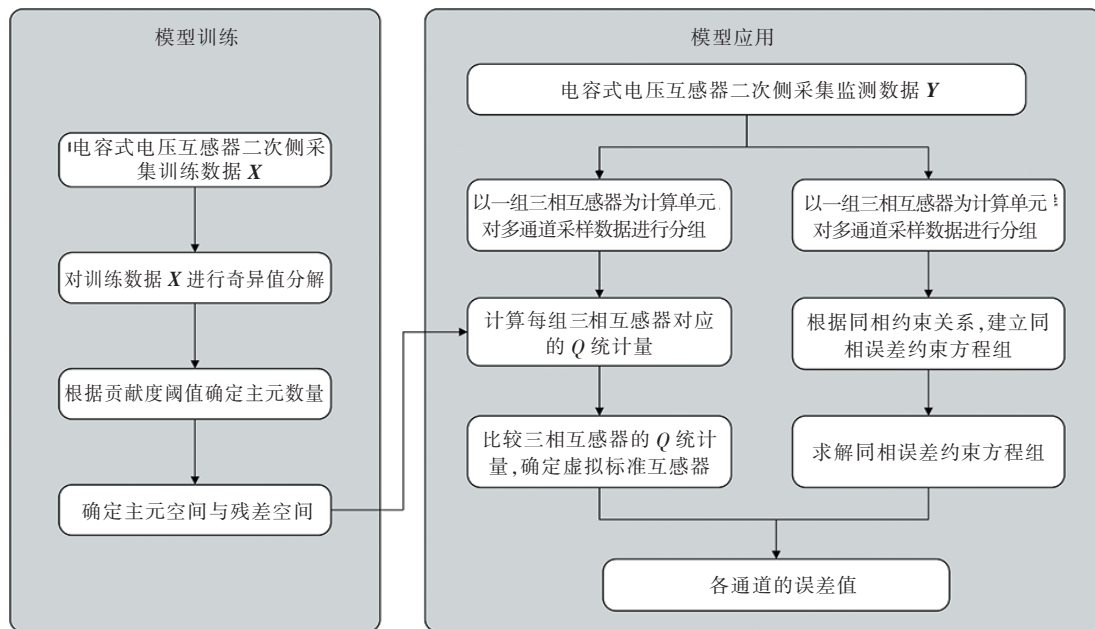 模型训练
电容式电压互感器二次侧采
集训练数据 X
对训练数据 X 进行奇异值分解
根据贡献度阈值确定主元数量
确定主元空间与残差空间
模型应用
电容式电压互感器二次侧采集监测数据 Y
以一组三相互感器为计算单元,
对多通道采样数据进行分组
计算每组三相互感器对应
的 Q 统计量
比较三相互感器的 Q 统计
量,确定虚拟标准互感器
以一组三相互感器为计算单元
对多通道采样数据进行分组
根据同相约束关系,建立同
相误差约束方程组
求解同相误差约束方程组
各通道的误差值